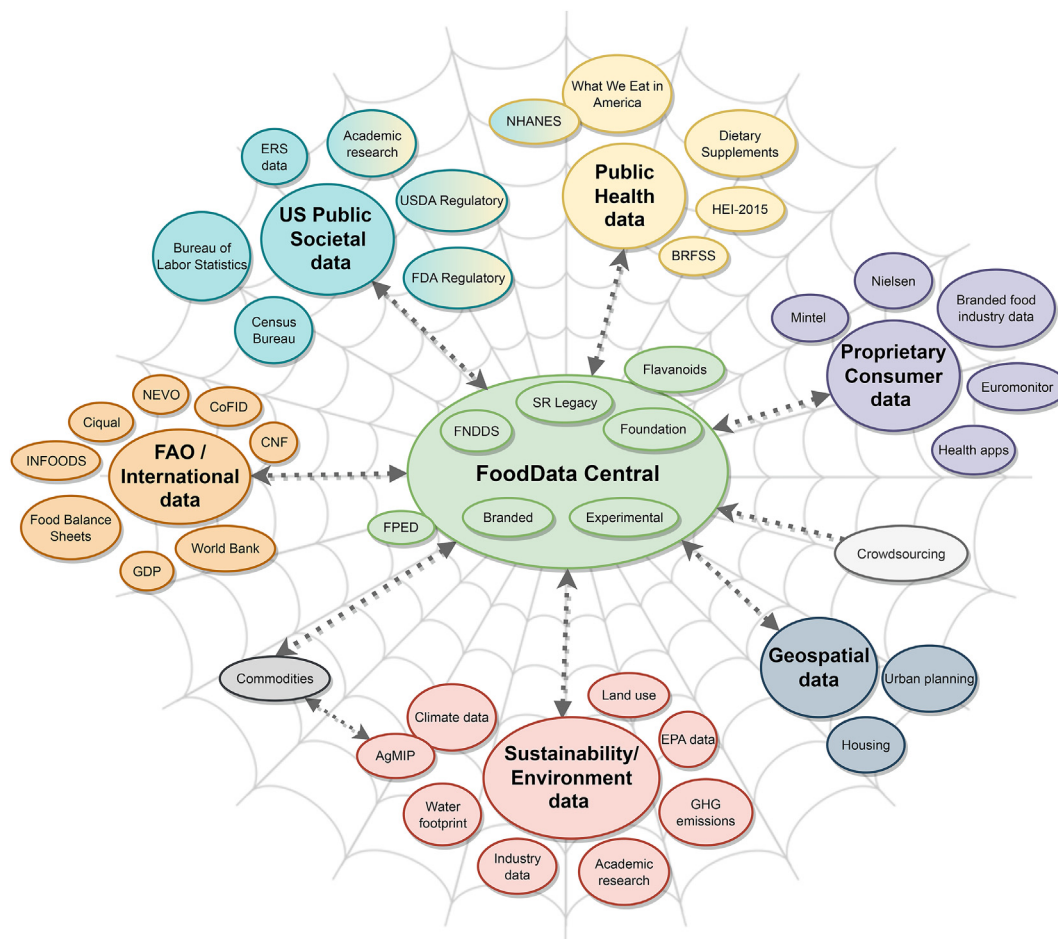 What We Eat in
America
NHANES
Dietary
Supplements
Public
Health
data
HEI-2015
BRFSS
Academic
research
ERS
data
USDA Regulatory
US Public
Societal
data
Bureau of
Labor Statistics
FDA Regulatory
Census
Bureau
Nielsen
Branded food
industry data
Mintel
Proprietary
Consumer
data
Euromonitor
Health apps
Flavanoids
SR Legacy
FNDDS
Foundation
FoodData Central
Branded
Experimental
FPED
NEVO
CoFID
Ciqual
CNF
INFOODS
FAO /
International
data
Food Balance
Sheets
World Bank
GDP
Crowdsourcing
Geospatial
data
Urban planning
Housing
Commodities
AgMIP
Climate data
Land use
EPA data
Sustainability/
Environment
data
Water
footprint
GHG
emissions
Industry
data
Academic
research